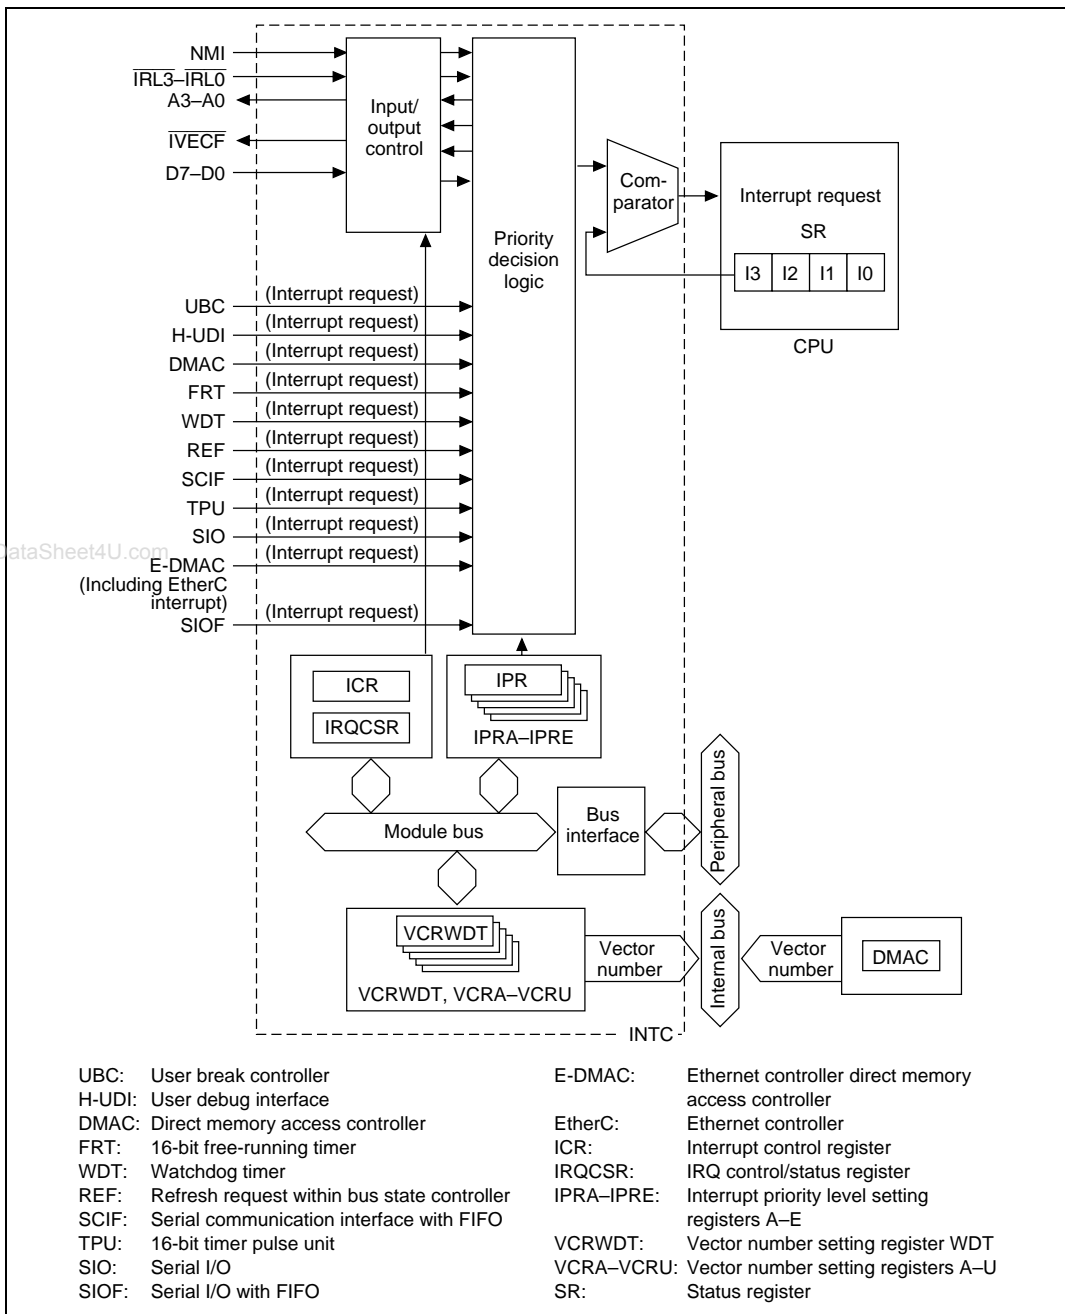 NMI
IRL3–IRL0
A3–A0
IVECF
D7–D0
Input/
output
control
Priority
decision
logic
Com-
parator
Interrupt request
SR
I3 I2 I1 I0
CPU
UBC (Interrupt request)
H-UDI (Interrupt request)
DMAC (Interrupt request)
FRT (Interrupt request)
WDT (Interrupt request)
REF (Interrupt request)
SCIF (Interrupt request)
TPU (Interrupt request)
SIO (Interrupt request)
DataSheet4U.com
E-DMAC (Interrupt request)
(Including EtherC
interrupt)
SIOF (Interrupt request)
ICR
IRQCSR
IPR
IPRA–IPRE
Module bus
Bus
interface
Peripheral bus
VCRWDT
VCRWDT, VCRA–VCRU
Vector
number
Internal bus
Vector
number
DMAC
INTC
UBC: User break controller
H-UDI: User debug interface
DMAC: Direct memory access controller
FRT: 16-bit free-running timer
WDT: Watchdog timer
REF: Refresh request within bus state controller
SCIF: Serial communication interface with FIFO
TPU: 16-bit timer pulse unit
SIO: Serial I/O
SIOF: Serial I/O with FIFO
E-DMAC: Ethernet controller direct memory
access controller
EtherC: Ethernet controller
ICR: Interrupt control register
IRQCSR: IRQ control/status register
IPRA–IPRE: Interrupt priority level setting
registers A–E
VCRWDT: Vector number setting register WDT
VCRA–VCRU: Vector number setting registers A–U
SR: Status register